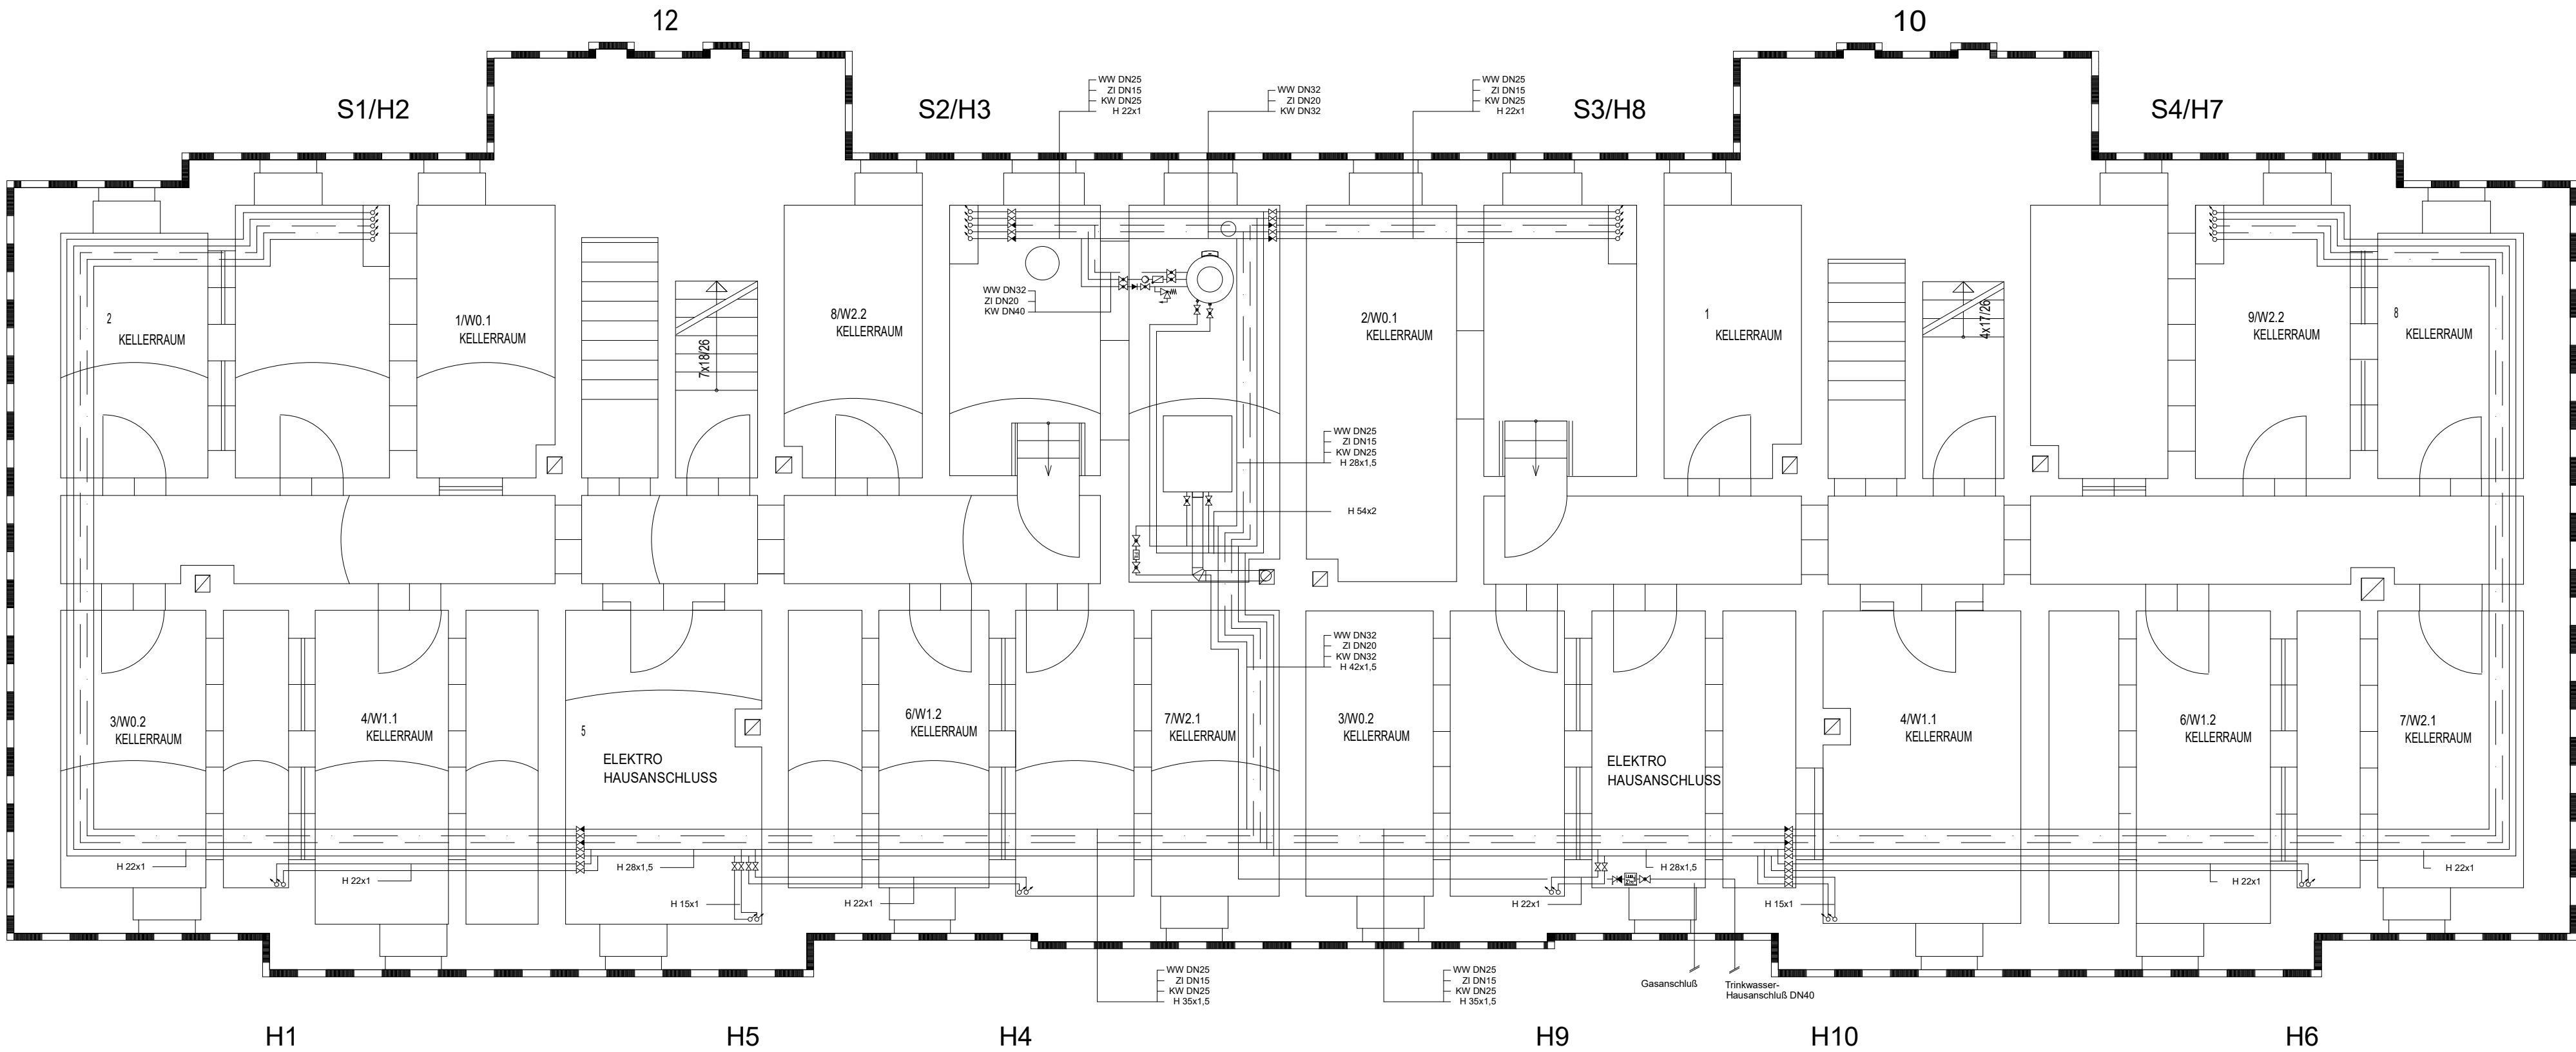 12
10
S1/H2
S2/H3
S3/H8
S4/H7
WW DN25
ZI DN15
KW DN25
H 22x1
WW DN32
ZI DN20
KW DN32
WW DN25
ZI DN15
KW DN25
H 22x1
WW DN32
ZI DN20
KW DN40
2
KELLERRAUM
1/W0.1
KELLERRAUM
7x18/26
8/W2.2
KELLERRAUM
2/W0.1
KELLERRAUM
1
KELLERRAUM
4x17/26
9/W2.2
KELLERRAUM
8
KELLERRAUM
WW DN25
ZI DN15
KW DN25
H 28x1,5
H 54x2
WW DN32
ZI DN20
KW DN32
H 42x1,5
3/W0.2
KELLERRAUM
4/W1.1
KELLERRAUM
5
ELEKTRO
HAUSANSCHLUSS
6/W1.2
KELLERRAUM
7/W2.1
KELLERRAUM
3/W0.2
KELLERRAUM
ELEKTRO
HAUSANSCHLUSS
4/W1.1
KELLERRAUM
6/W1.2
KELLERRAUM
7/W2.1
KELLERRAUM
H 22x1
H 22x1
H 28x1,5
H 15x1
H 22x1
H 22x1
H 28x1,5
H 15x1
H 22x1
H 22x1
WW DN25
ZI DN15
KW DN25
H 35x1,5
WW DN25
ZI DN15
KW DN25
H 35x1,5
Gasanschluß
Trinkwasser-
Hausanschluß DN40
H1
H5
H4
H9
H10
H6